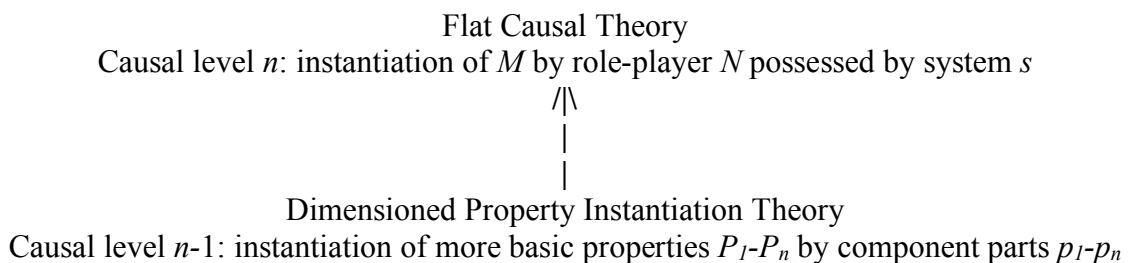 Flat Causal Theory
Causal level n: instantiation of M by role-player N possessed by system s
/|\
|
|
|
Dimensioned Property Instantiation Theory
Causal level n-1: instantiation of more basic properties P1-Pn by component parts p1-pn